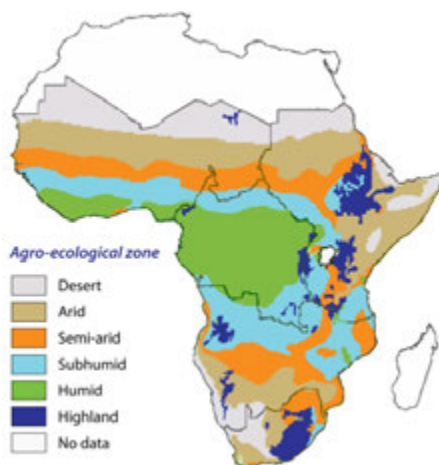 Agro-ecological zone
Desert
Arid
Semi-arid
Subhumid
Humid
Highland
No data